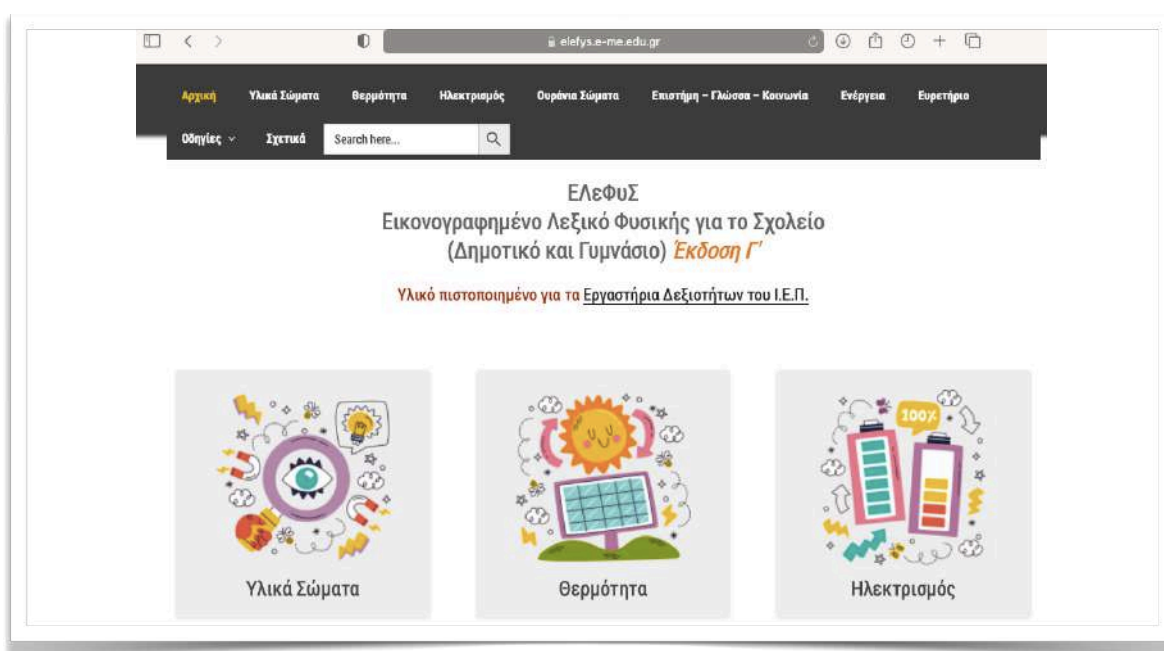 elefys.e-me.edu.gr
Αρχική Υλικά Σώματα Θερμότητα Ηλεκτρισμός Ουράνια Σώματα Επιστήμη – Γλώσσα – Κοινωνία Ενέργεια Ευρετήριο
Οδηγίες Σχετικά Search here...
ΕΛεΦυΣ
Εικονογραφημένο Λεξικό Φυσικής για το Σχολείο
(Δημοτικό και Γυμνάσιο) Έκδοση Γ’
Υλικό πιστοποιημένο για τα Εργαστήρια Δεξιοτήτων του Ι.Ε.Π.
100%
Υλικά Σώματα Θερμότητα Ηλεκτρισμός